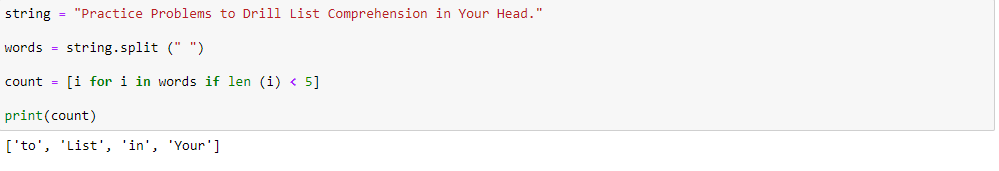 string = "Practice Problems to Drill List Comprehension in Your Head."
words = string.split (" ")
count = [i for i in words if len (i) < 5]
print(count)
['to', 'List', 'in', 'Your']